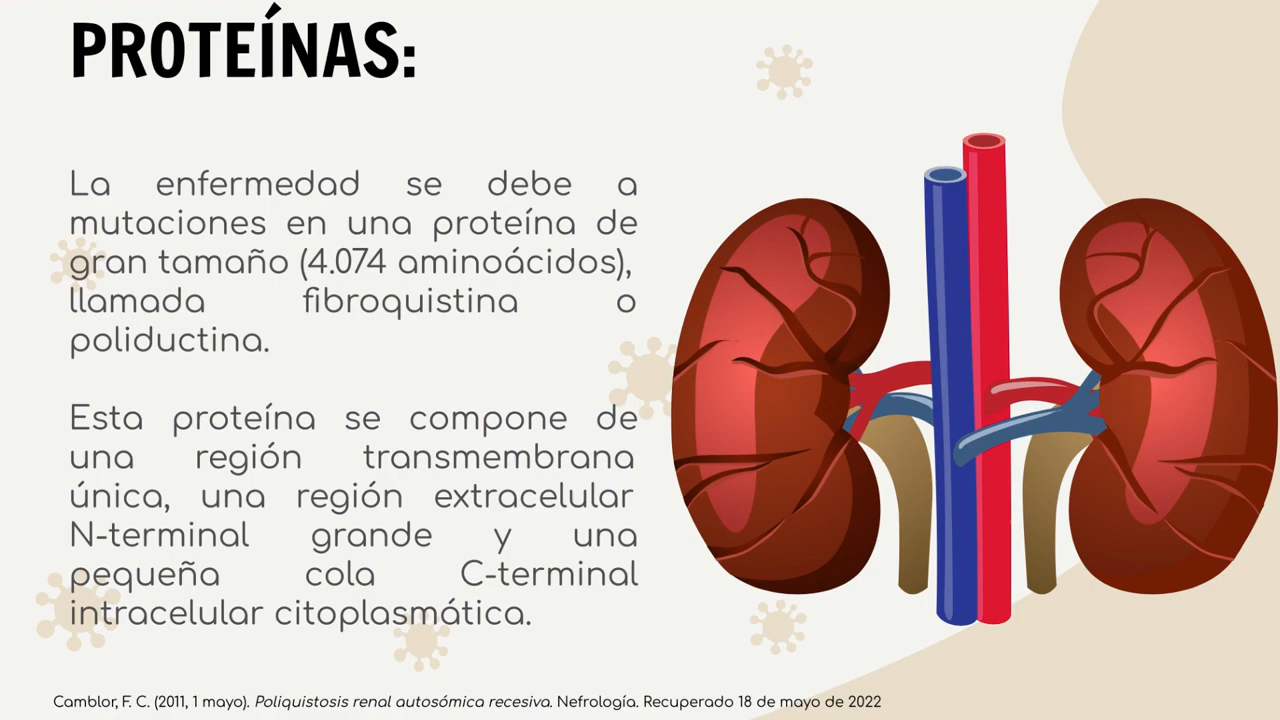 PROTEÍNAS:
La enfermedad se debe a
mutaciones en una proteína de
gran tamaño (4.074 aminoácidos),
llamada fibroquistina o
poliductina.
Esta proteína se compone de
una región transmembrana
única, una región extracelular
N-terminal grande y una
pequeña cola C-terminal
intracelular citoplasmática.
Camblor, F. C. (2011, 1 mayo). Poliquistosis renal autosómica recesiva. Nefrología. Recuperado 18 de mayo de 2022